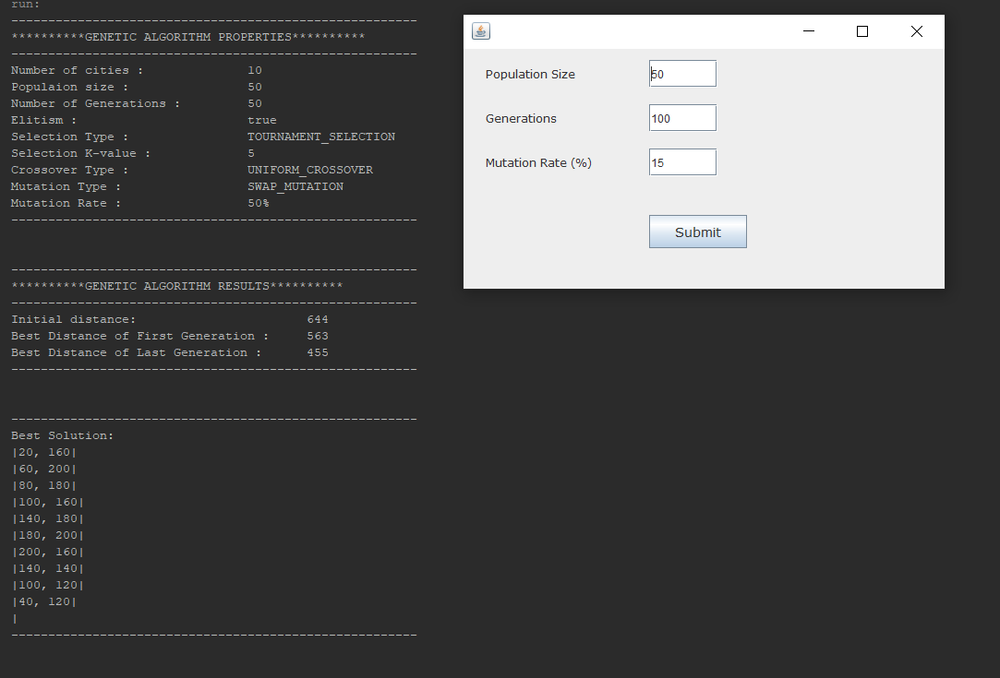 run:
-------------------------------------------------------
**********GENETIC ALGORITHM PROPERTIES**********
-------------------------------------------------------
Number of cities : 10
Populaion size : 50
Number of Generations : 50
Elitism : true
Selection Type : TOURNAMENT_SELECTION
Selection K-value : 5
Crossover Type : UNIFORM_CROSSOVER
Mutation Type : SWAP_MUTATION
Mutation Rate : 50%
-------------------------------------------------------
-------------------------------------------------------
**********GENETIC ALGORITHM RESULTS**********
-------------------------------------------------------
Initial distance: 644
Best Distance of First Generation : 563
Best Distance of Last Generation : 455
-------------------------------------------------------
-------------------------------------------------------
Best Solution:
|20, 160|
|60, 200|
|80, 180|
|100, 160|
|140, 180|
|180, 200|
|200, 160|
|140, 140|
|100, 120|
|40, 120|
|
-------------------------------------------------------
Population Size 50
Generations 100
Mutation Rate (%) 15
Submit